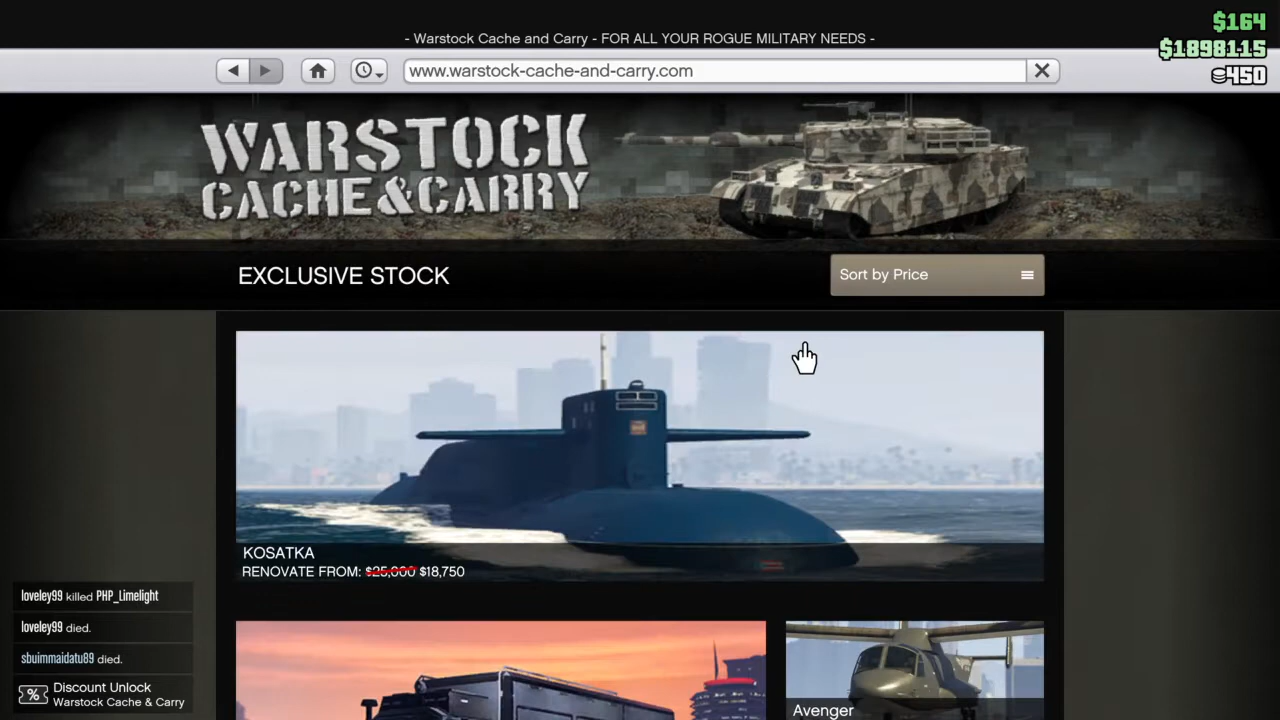 - Warstock Cache and Carry - FOR ALL YOUR ROGUE MILITARY NEEDS -
$164
$1898115
450
www.warstock-cache-and-carry.com
WARSTOCK
CACHE&CARRY
EXCLUSIVE STOCK
Sort by Price
KOSATKA
RENOVATE FROM: $25,000 $18,750
loveley99 killed PHP_Limelight
loveley99 died.
sbuimmaidatu89 died.
%
Discount Unlock
Warstock Cache & Carry
Avenger